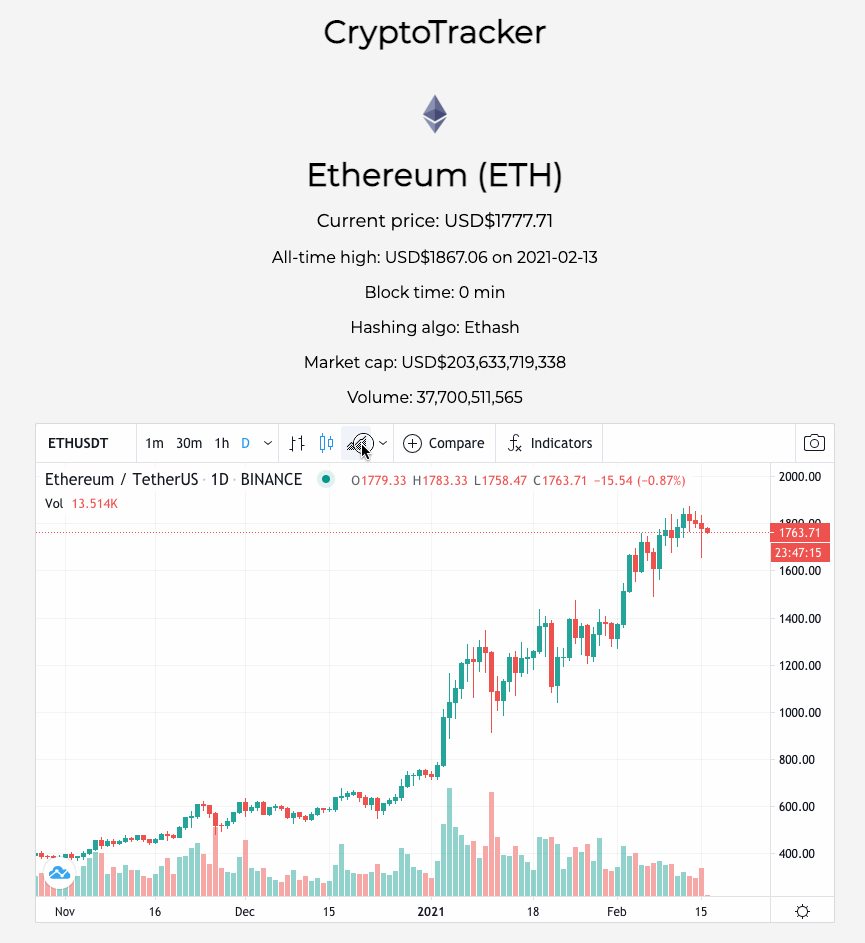 CryptoTracker
Ethereum (ETH)
Current price: USD$1777.71
All-time high: USD$1867.06 on 2021-02-13
Block time: 0 min
Hashing algo: Ethash
Market cap: USD$203,633,719,338
Volume: 37,700,511,565
ETHUSDT 1m 30m 1h D Compare Indicators
Ethereum / TetherUS · 1D · BINANCE O1779.33 H1783.33 L1758.47 C1763.71 −15.54 (−0.87%)
Vol 13.514K
2000.00
1800.00
1763.71
23:47:15
1600.00
1400.00
1200.00
1000.00
800.00
600.00
400.00
Nov 16 Dec 15 2021 18 Feb 15